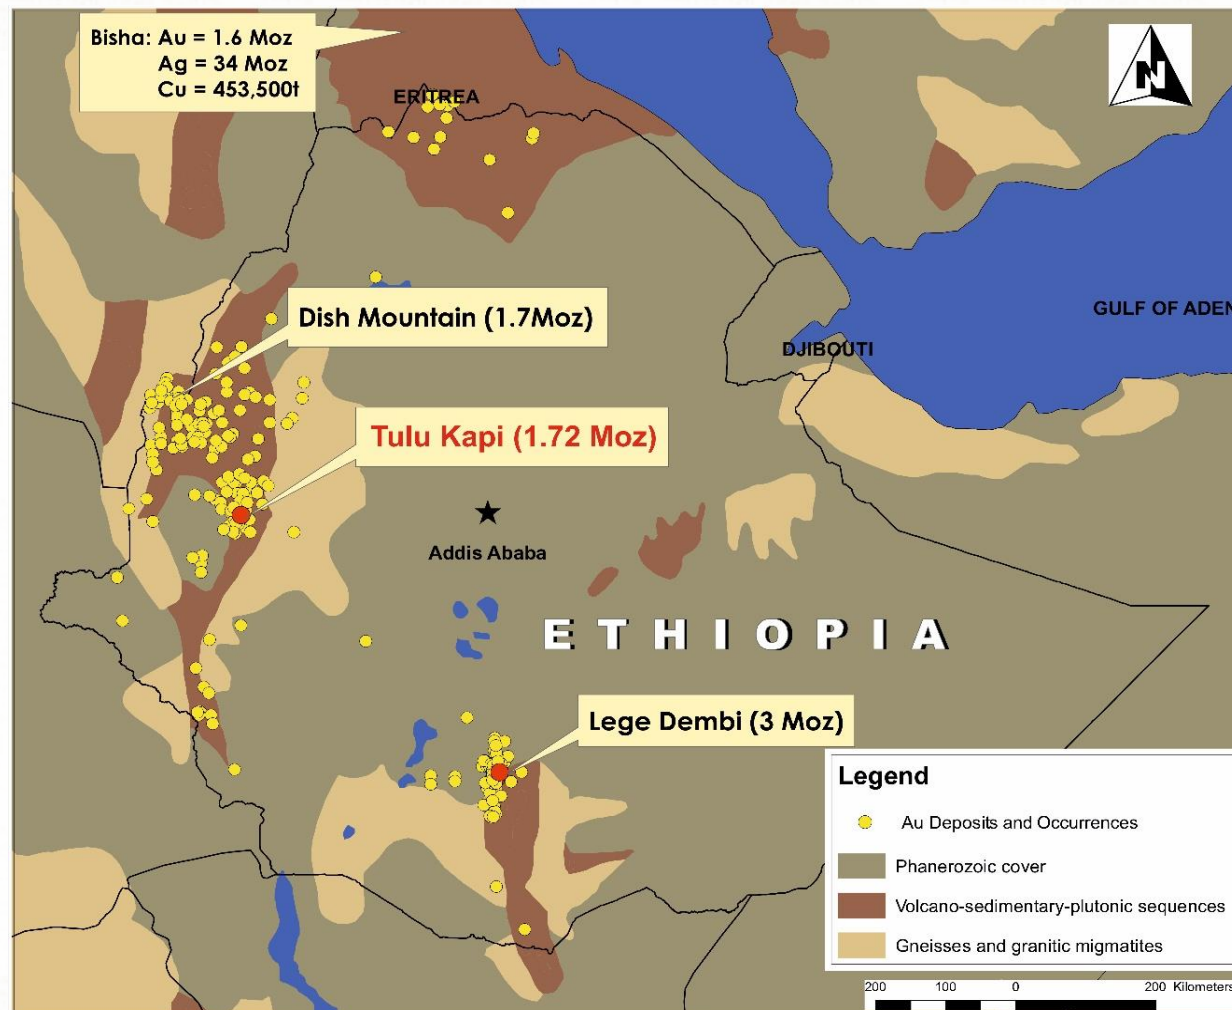 Bisha: Au = 1.6 Moz
Ag = 34 Moz
Cu = 453,500t
N
ERITREA
Dish Mountain (1.7Moz)
GULF OF ADEN
DJIBOUTI
Tulu Kapi (1.72 Moz)
Addis Ababa
ETHIOPIA
Lege Dembi (3 Moz)
Legend
Au Deposits and Occurrences
Phanerozoic cover
Volcano-sedimentary-plutonic sequences
Gneisses and granitic migmatites
200 100 0 200 Kilometers